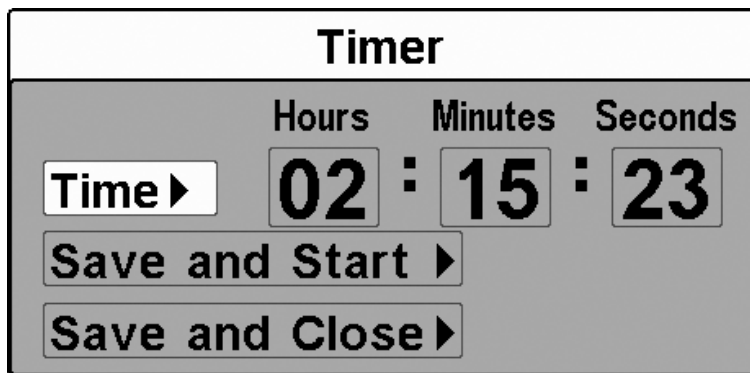 Timer
Hours Minutes Seconds
Time 02 : 15 : 23
Save and Start
Save and Close